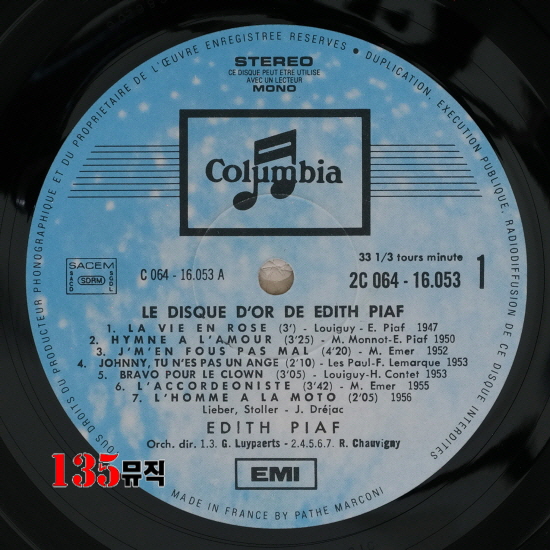 TOUS DROITS DU PRODUCTEUR PHONOGRAPHIQUE ET DU PROPRIETAIRE DE L'ŒUVRE ENREGISTREE RESERVES • DUPLICATION, EXECUTION PUBLIQUE, RADIODIFFUSION DE CE DISQUE INTERDITES
STEREO
CE DISQUE PEUT ETRE UTILISE
AVEC UN LECTEUR
MONO
Columbia
SACEM
SACD SDRM SGDL
C 064 - 16.053 A
33 1/3 tours minute
2C 064 - 16.053 1
LE DISQUE D'OR DE EDITH PIAF
1. LA VIE EN ROSE (3') - Louiguy - E. Piaf 1947
2. HYMNE A L'AMOUR (3'25) - M. Monnot-E. Piaf 1950
3. J'M'EN FOUS PAS MAL (4'20) - M. Emer 1952
4. JOHNNY, TU N'ES PAS UN ANGE (2'10) - Les Paul-F. Lemarque 1953
5. BRAVO POUR LE CLOWN (3'05) - Louiguy-H. Contet 1953
6. L'ACCORDEONISTE (3'42) - M. Emer 1955
7. L'HOMME A LA MOTO (2'05) - 1956
Lieber, Stoller - J. Dréjac
EDITH PIAF
Orch. dir. 1.3. G. Luypaerts - 2.4.5.6.7. R. Chauvigny
EMI
135뮤직
MADE IN FRANCE BY PATHE MARCONI